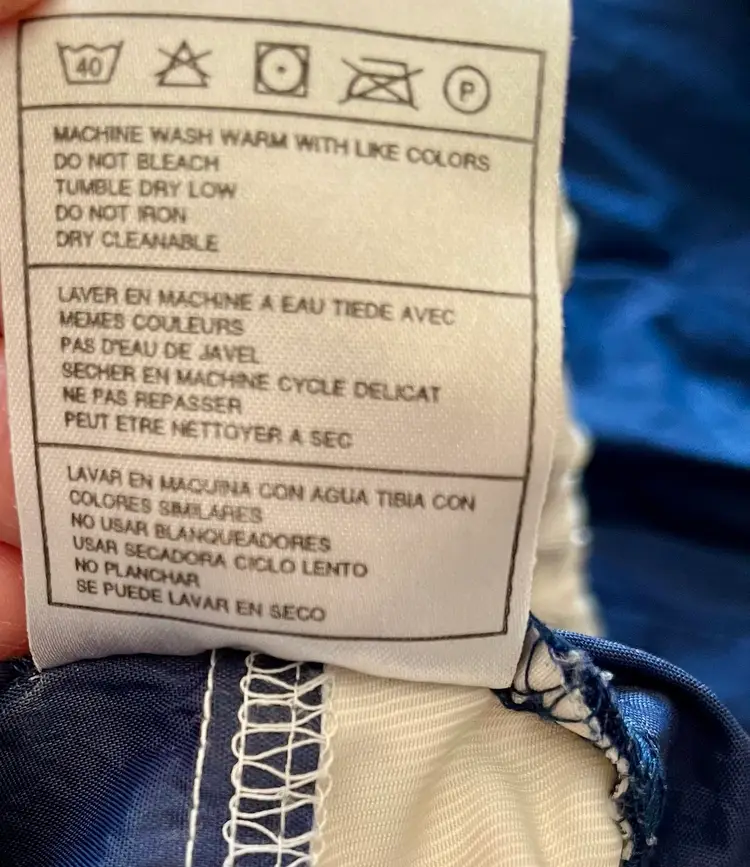 40 P
MACHINE WASH WARM WITH LIKE COLORS
DO NOT BLEACH
TUMBLE DRY LOW
DO NOT IRON
DRY CLEANABLE
LAVER EN MACHINE A EAU TIEDE AVEC
MEMES COULEURS
PAS D'EAU DE JAVEL
SECHER EN MACHINE CYCLE DELICAT
NE PAS REPASSER
PEUT ETRE NETTOYER A SEC
LAVAR EN MAQUINA CON AGUA TIBIA CON
COLORES SIMILARES
NO USAR BLANQUEADORES
USAR SECADORA CICLO LENTO
NO PLANCHAR
SE PUEDE LAVAR EN SECO